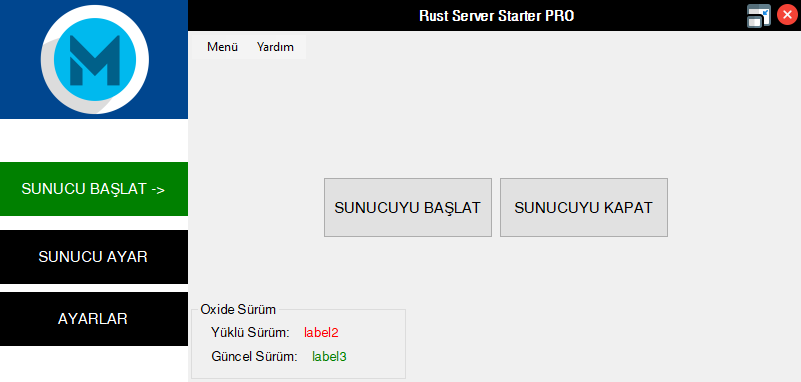 Rust Server Starter PRO
Menü Yardım
SUNUCU BAŞLAT ->
SUNUCU AYAR
AYARLAR
SUNUCUYU BAŞLAT SUNUCUYU KAPAT
Oxide Sürüm
Yüklü Sürüm: label2
Güncel Sürüm: label3